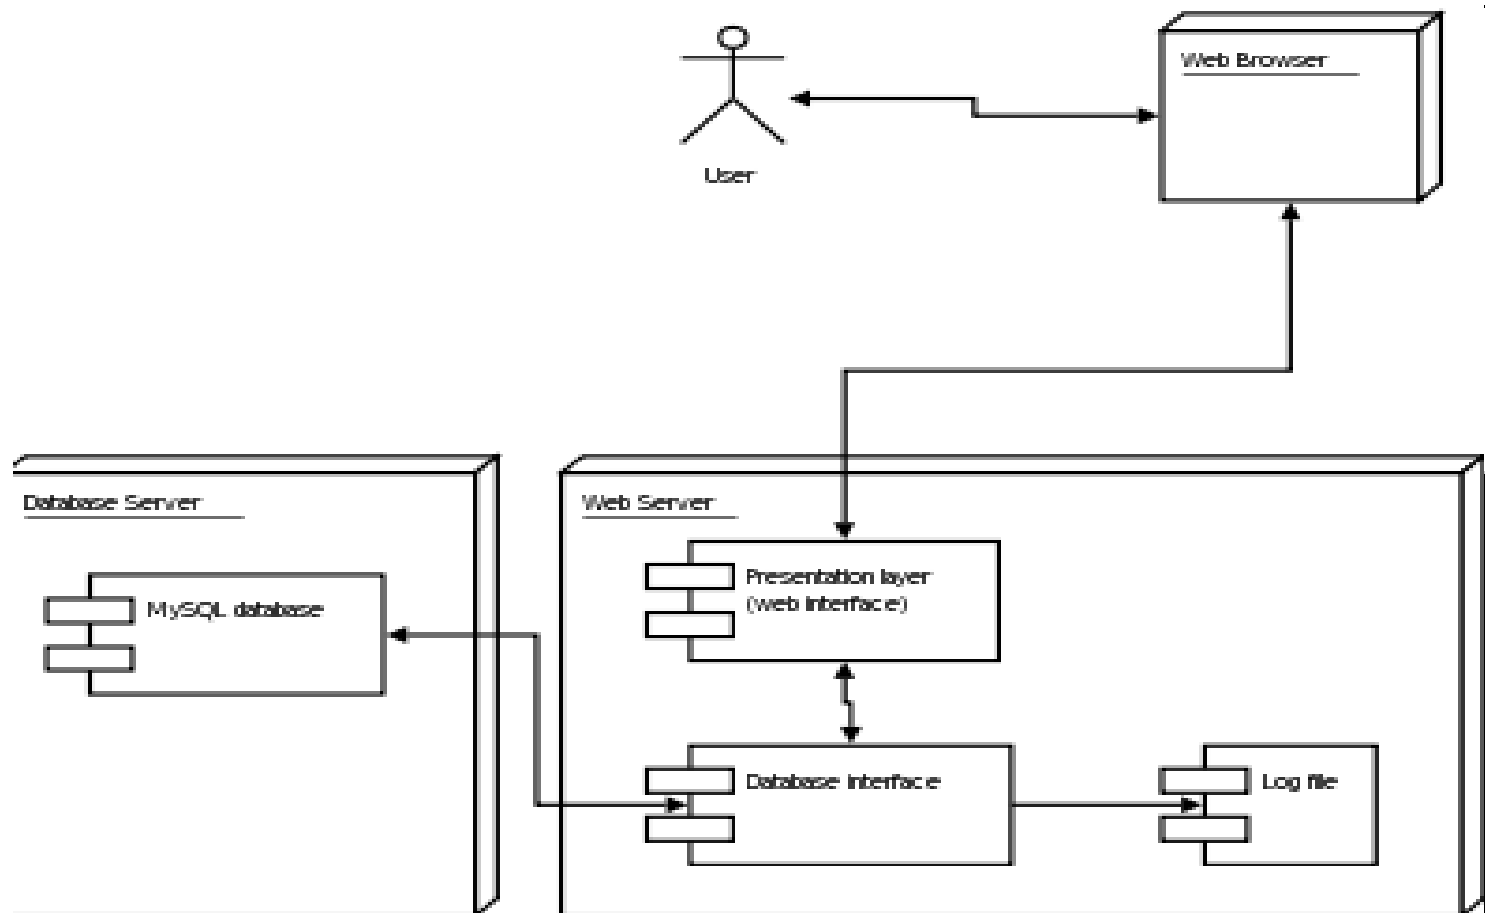 Web Browser
User
Database Server
Web Server
Presentation layer
(web interface)
MySQL database
Database interface
Log file